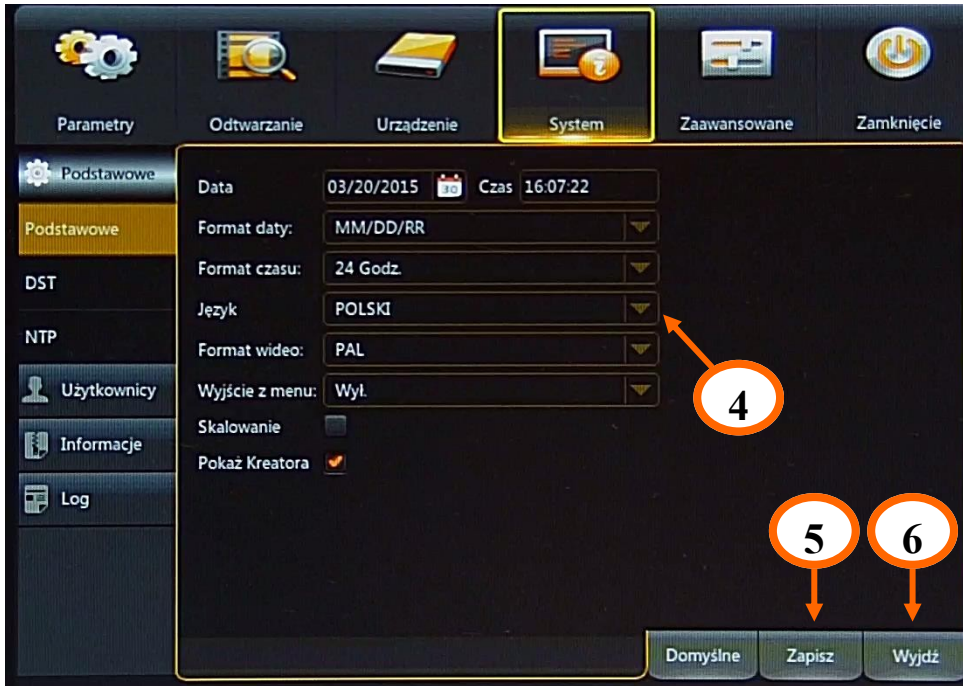 Parametry Odtwarzanie Urządzenie System Zaawansowane Zamknięcie
Podstawowe
Podstawowe
DST
NTP
Użytkownicy
Informacje
Log
Data 03/20/2015 30 Czas 16:07:22
Format daty: MM/DD/RR
Format czasu: 24 Godz.
Język POLSKI
Format wideo: PAL
Wyjście z menu: Wył.
Skalowanie
Pokaż Kreatora
4
5 6
Domyślne Zapisz Wyjdź